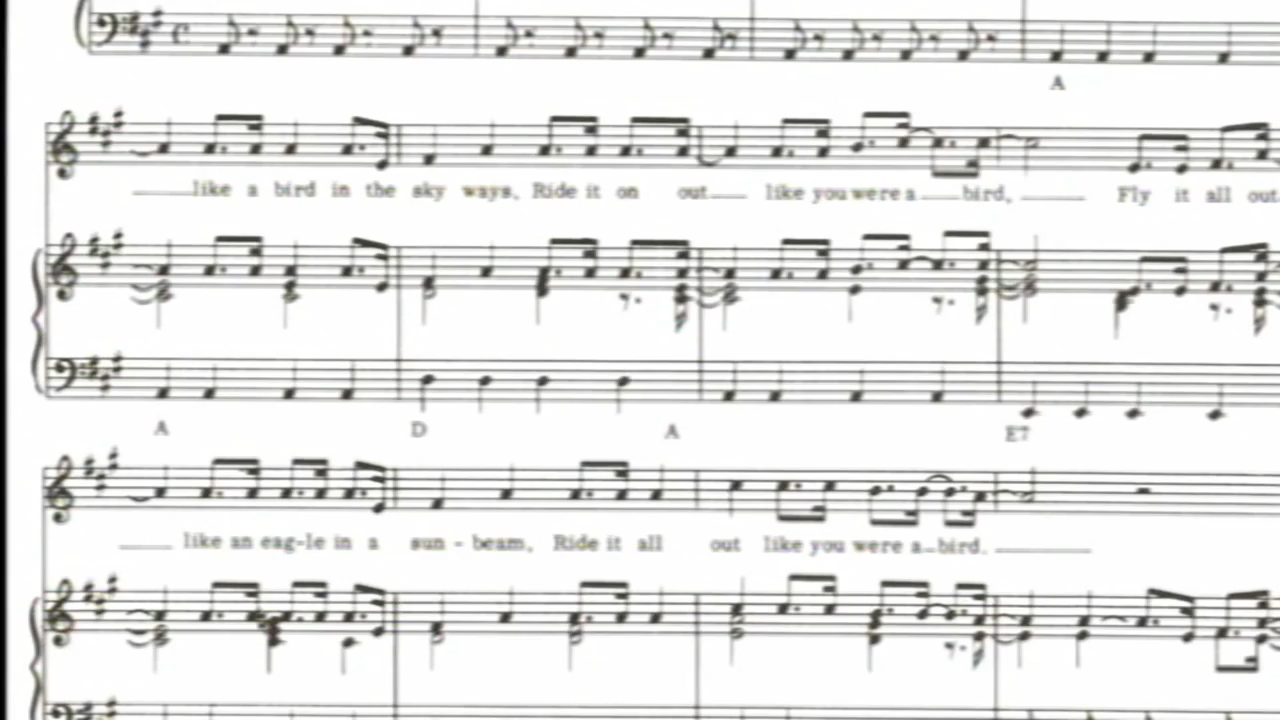 A
like a bird in the sky ways, Ride it on out like you were a bird, Fly it all out
A D A E7
like an eag-le in a sun - beam, Ride it all out like you were a bird.